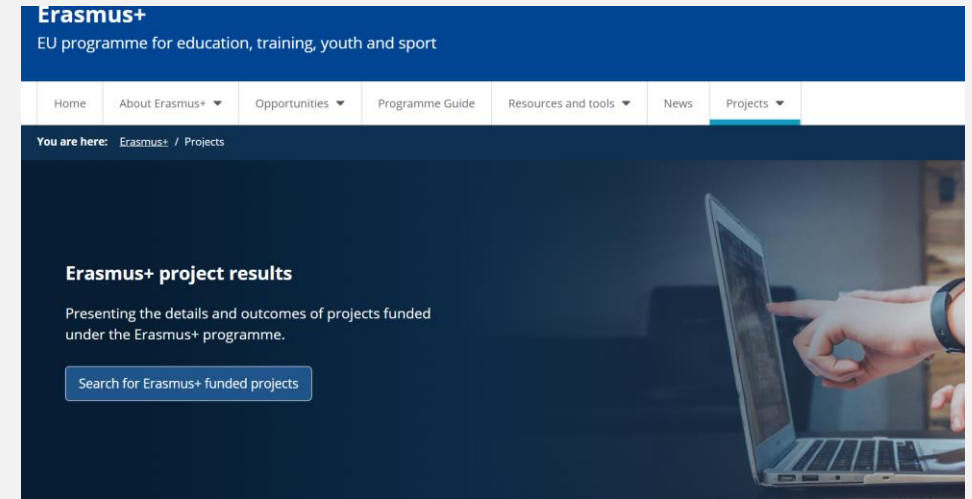 Erasmus+
EU programme for education, training, youth and sport
Home About Erasmus+ Opportunities Programme Guide Resources and tools News Projects
You are here: Erasmus+ / Projects
Erasmus+ project results
Presenting the details and outcomes of projects funded
under the Erasmus+ programme.
Search for Erasmus+ funded projects